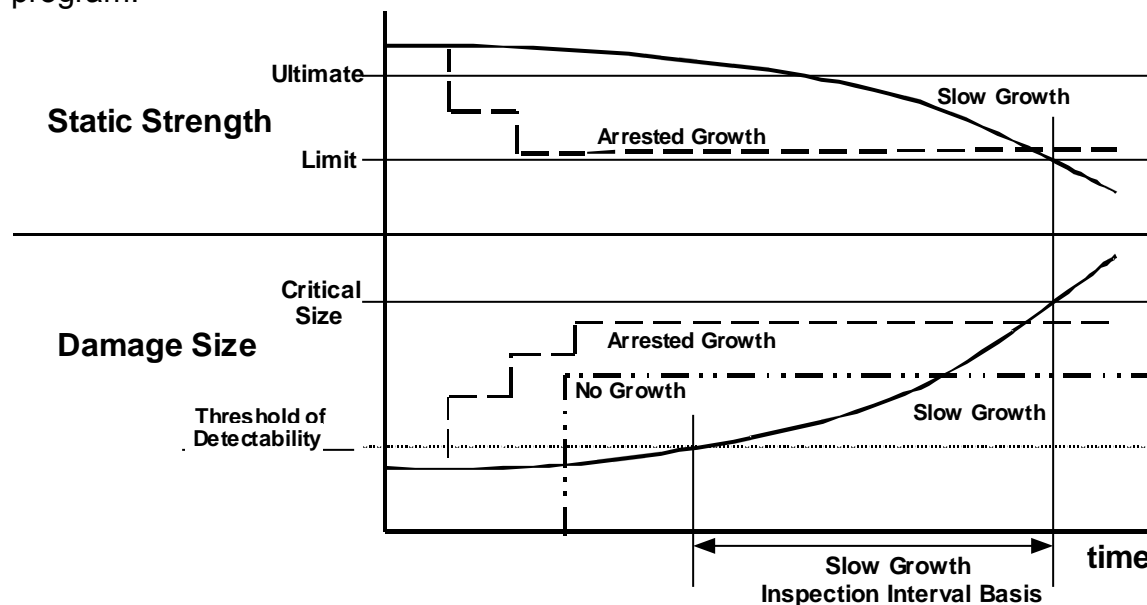 program.
Ultimate
Slow Growth
Static Strength
Arrested Growth
Limit
Critical
Size
Damage Size
Arrested Growth
No Growth
Slow Growth
Threshold of
Detectability
time
Slow Growth
Inspection Interval Basis